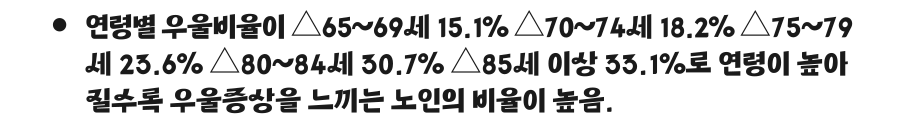 • 연령별 우울비율이 △65~69세 15.1% △70~74세 18.2% △75~79
세 23.6% △80~84세 30.7% △85세 이상 33.1%로 연령이 높아
질수록 우울증상을 느끼는 노인의 비율이 높음.